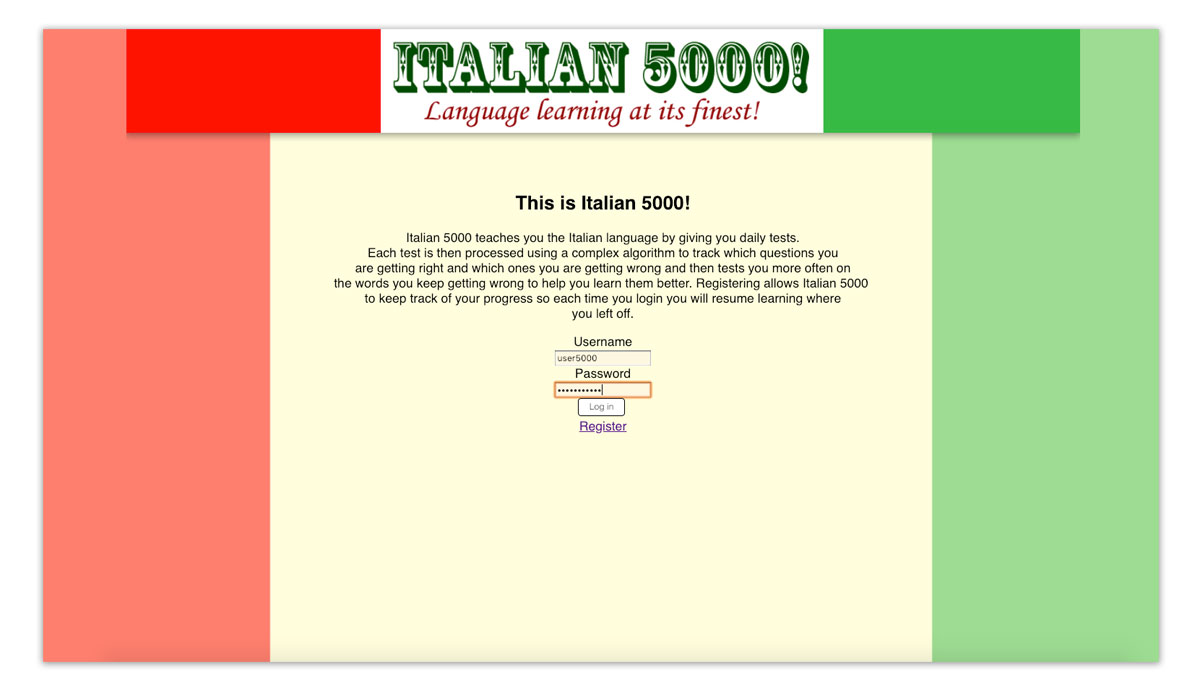 ITALIAN 5000!
Language learning at its finest!
This is Italian 5000!
Italian 5000 teaches you the Italian language by giving you daily tests.
Each test is then processed using a complex algorithm to track which questions you
are getting right and which ones you are getting wrong and then tests you more often on
the words you keep getting wrong to help you learn them better. Registering allows Italian 5000
to keep track of your progress so each time you login you will resume learning where
you left off.
Username
user5000
Password
•••••••••••
Log in
Register